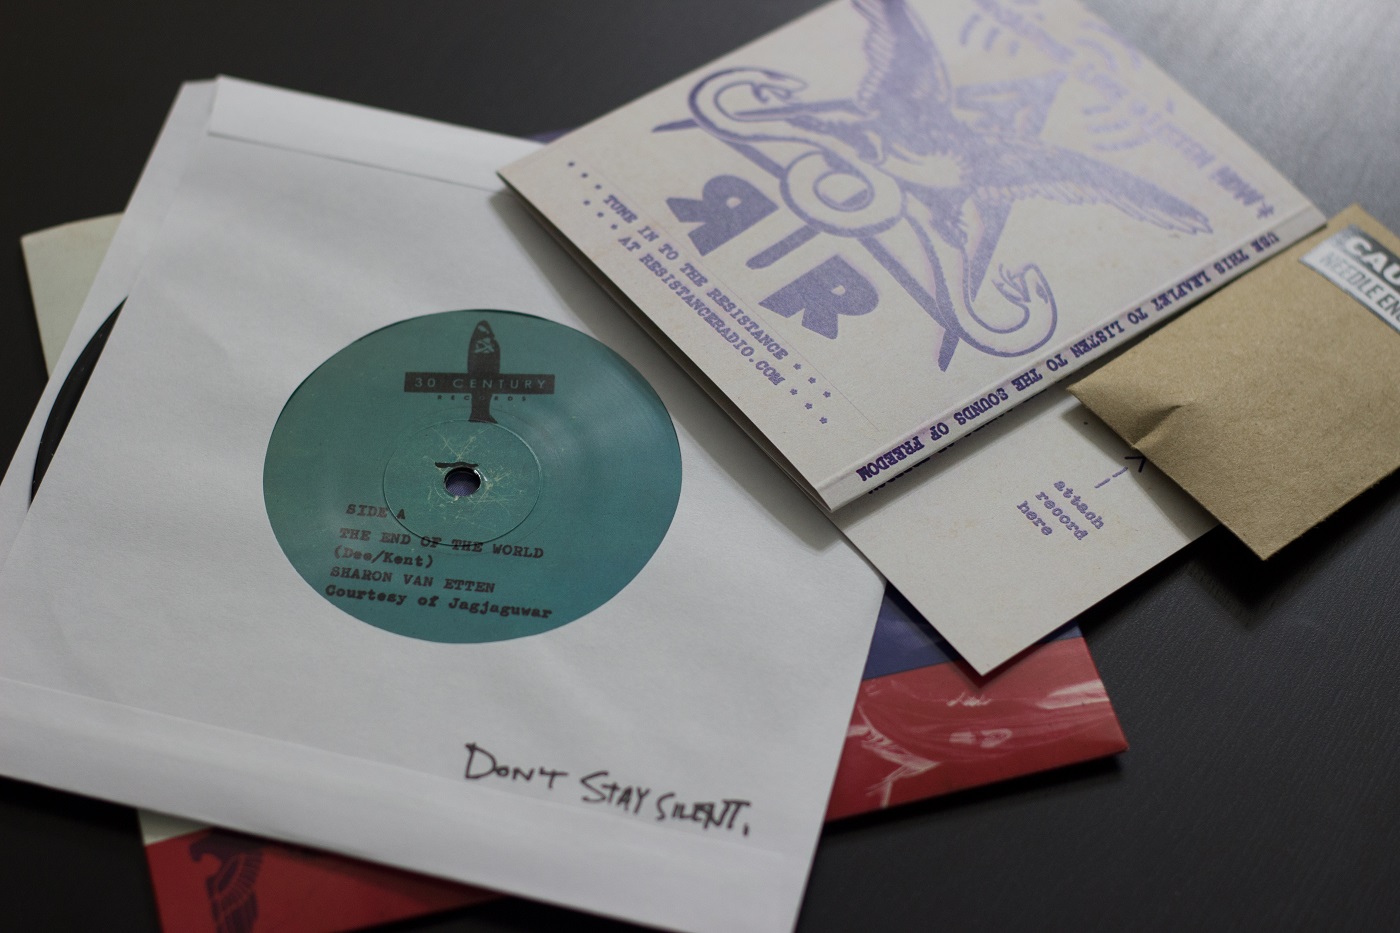 30 CENTURY
RECORDS
SIDE A
THE END OF THE WORLD
(Dee/Kent)
SHARON VAN ETTEN
Courtesy of Jagjaguwar
DON'T STAY SILENT.
RR
TUNE IN TO THE RESISTANCE
AT RESISTANCERADIO.COM
USE THIS LEAFLET TO LISTEN TO THE SOUNDS OF FREEDOM
attach
record
here
NEEDLE